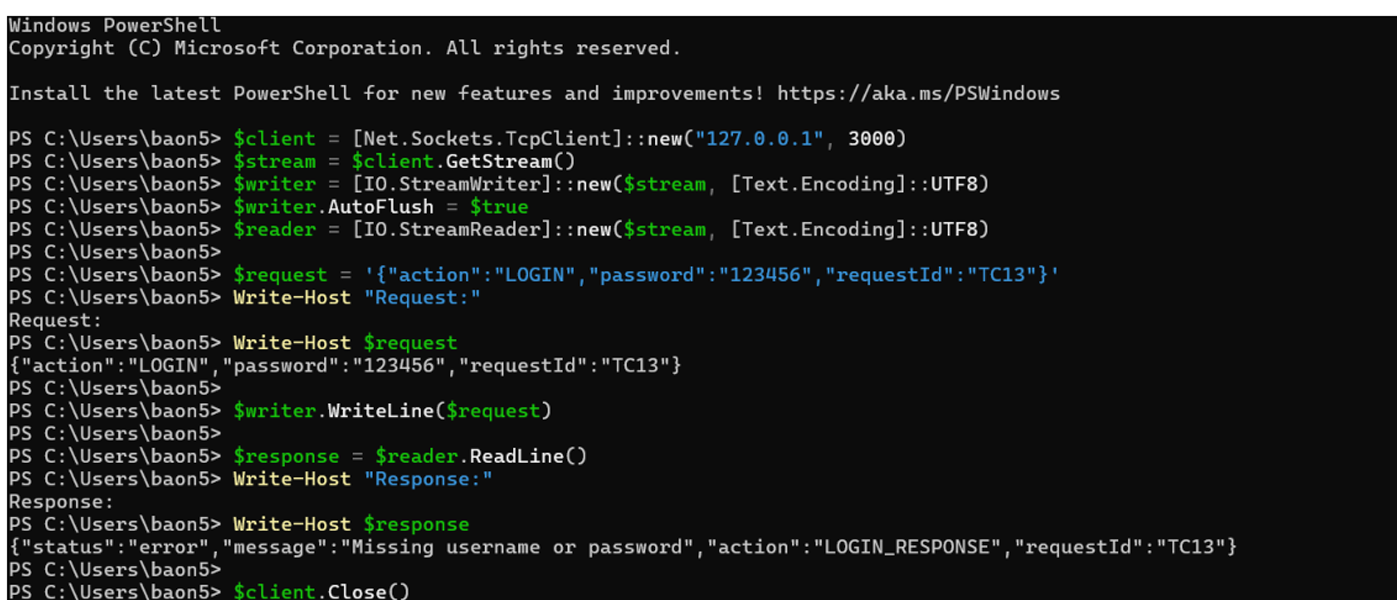 Windows PowerShell
Copyright (C) Microsoft Corporation. All rights reserved.
Install the latest PowerShell for new features and improvements! https://aka.ms/PSWindows
PS C:\Users\baon5> $client = [Net.Sockets.TcpClient]::new("127.0.0.1", 3000)
PS C:\Users\baon5> $stream = $client.GetStream()
PS C:\Users\baon5> $writer = [IO.StreamWriter]::new($stream, [Text.Encoding]::UTF8)
PS C:\Users\baon5> $writer.AutoFlush = $true
PS C:\Users\baon5> $reader = [IO.StreamReader]::new($stream, [Text.Encoding]::UTF8)
PS C:\Users\baon5>
PS C:\Users\baon5> $request = '{"action":"LOGIN","password":"123456","requestId":"TC13"}'
PS C:\Users\baon5> Write-Host "Request:"
Request:
PS C:\Users\baon5> Write-Host $request
{"action":"LOGIN","password":"123456","requestId":"TC13"}
PS C:\Users\baon5>
PS C:\Users\baon5> $writer.WriteLine($request)
PS C:\Users\baon5>
PS C:\Users\baon5> $response = $reader.ReadLine()
PS C:\Users\baon5> Write-Host "Response:"
Response:
PS C:\Users\baon5> Write-Host $response
{"status":"error","message":"Missing username or password","action":"LOGIN_RESPONSE","requestId":"TC13"}
PS C:\Users\baon5>
PS C:\Users\baon5> $client.Close()